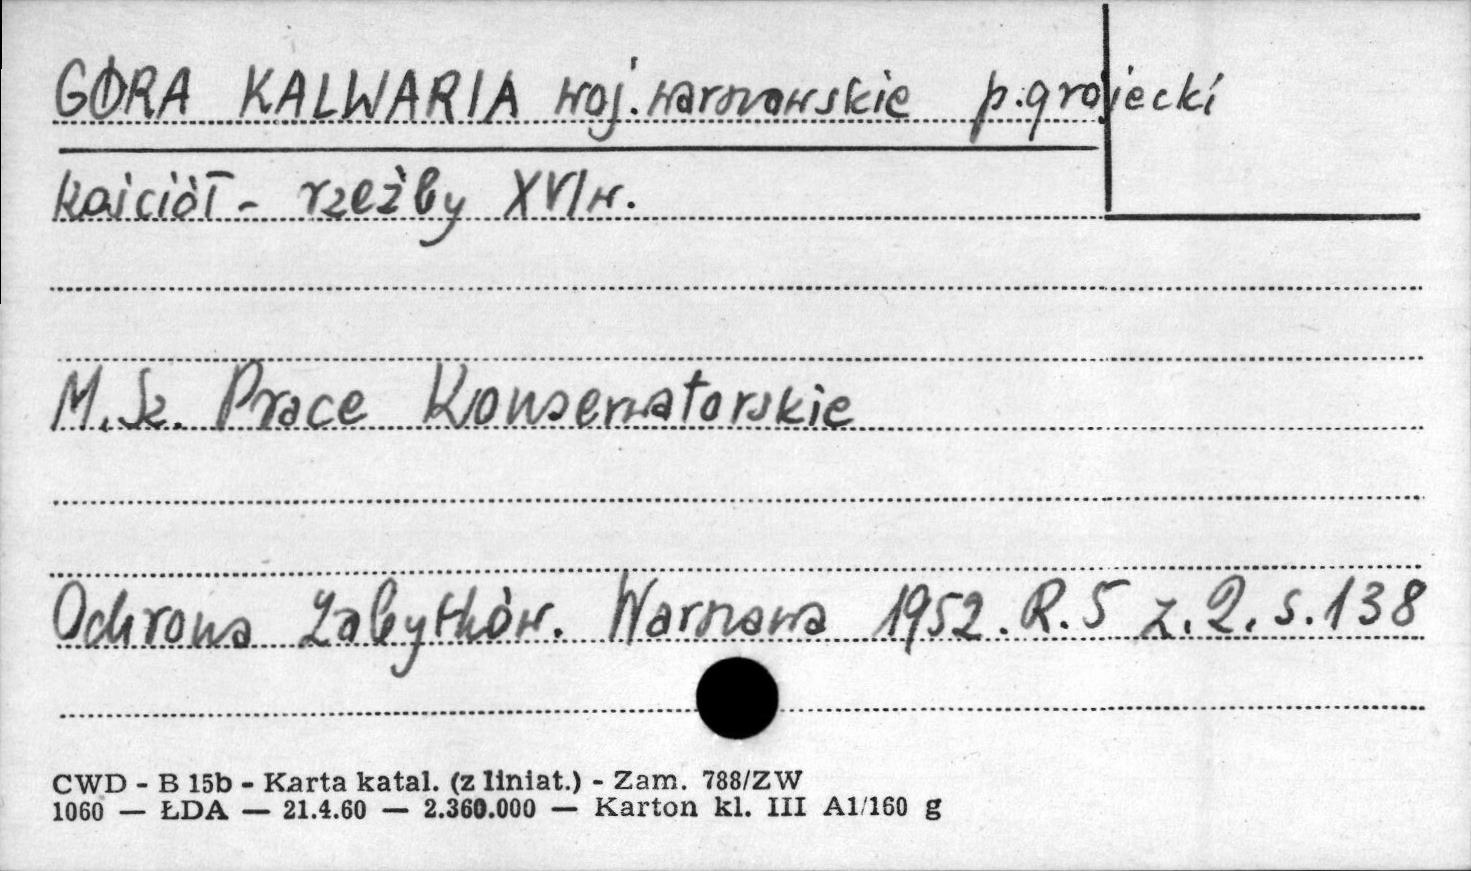 GÓRA KALWARIA woj. warszawskie p. grójecki
kościół - rzeźby XVI w.
M. Sk. Prace Konserwatorskie
Ochrona Zabytków. Warszawa 1952. R. 5 z. 2. s. 138
CWD - B 15b - Karta katal. (z liniat.) - Zam. 788/ZW
1060 — ŁDA — 21.4.60 — 2.360.000 — Karton kl. III A1/160 g